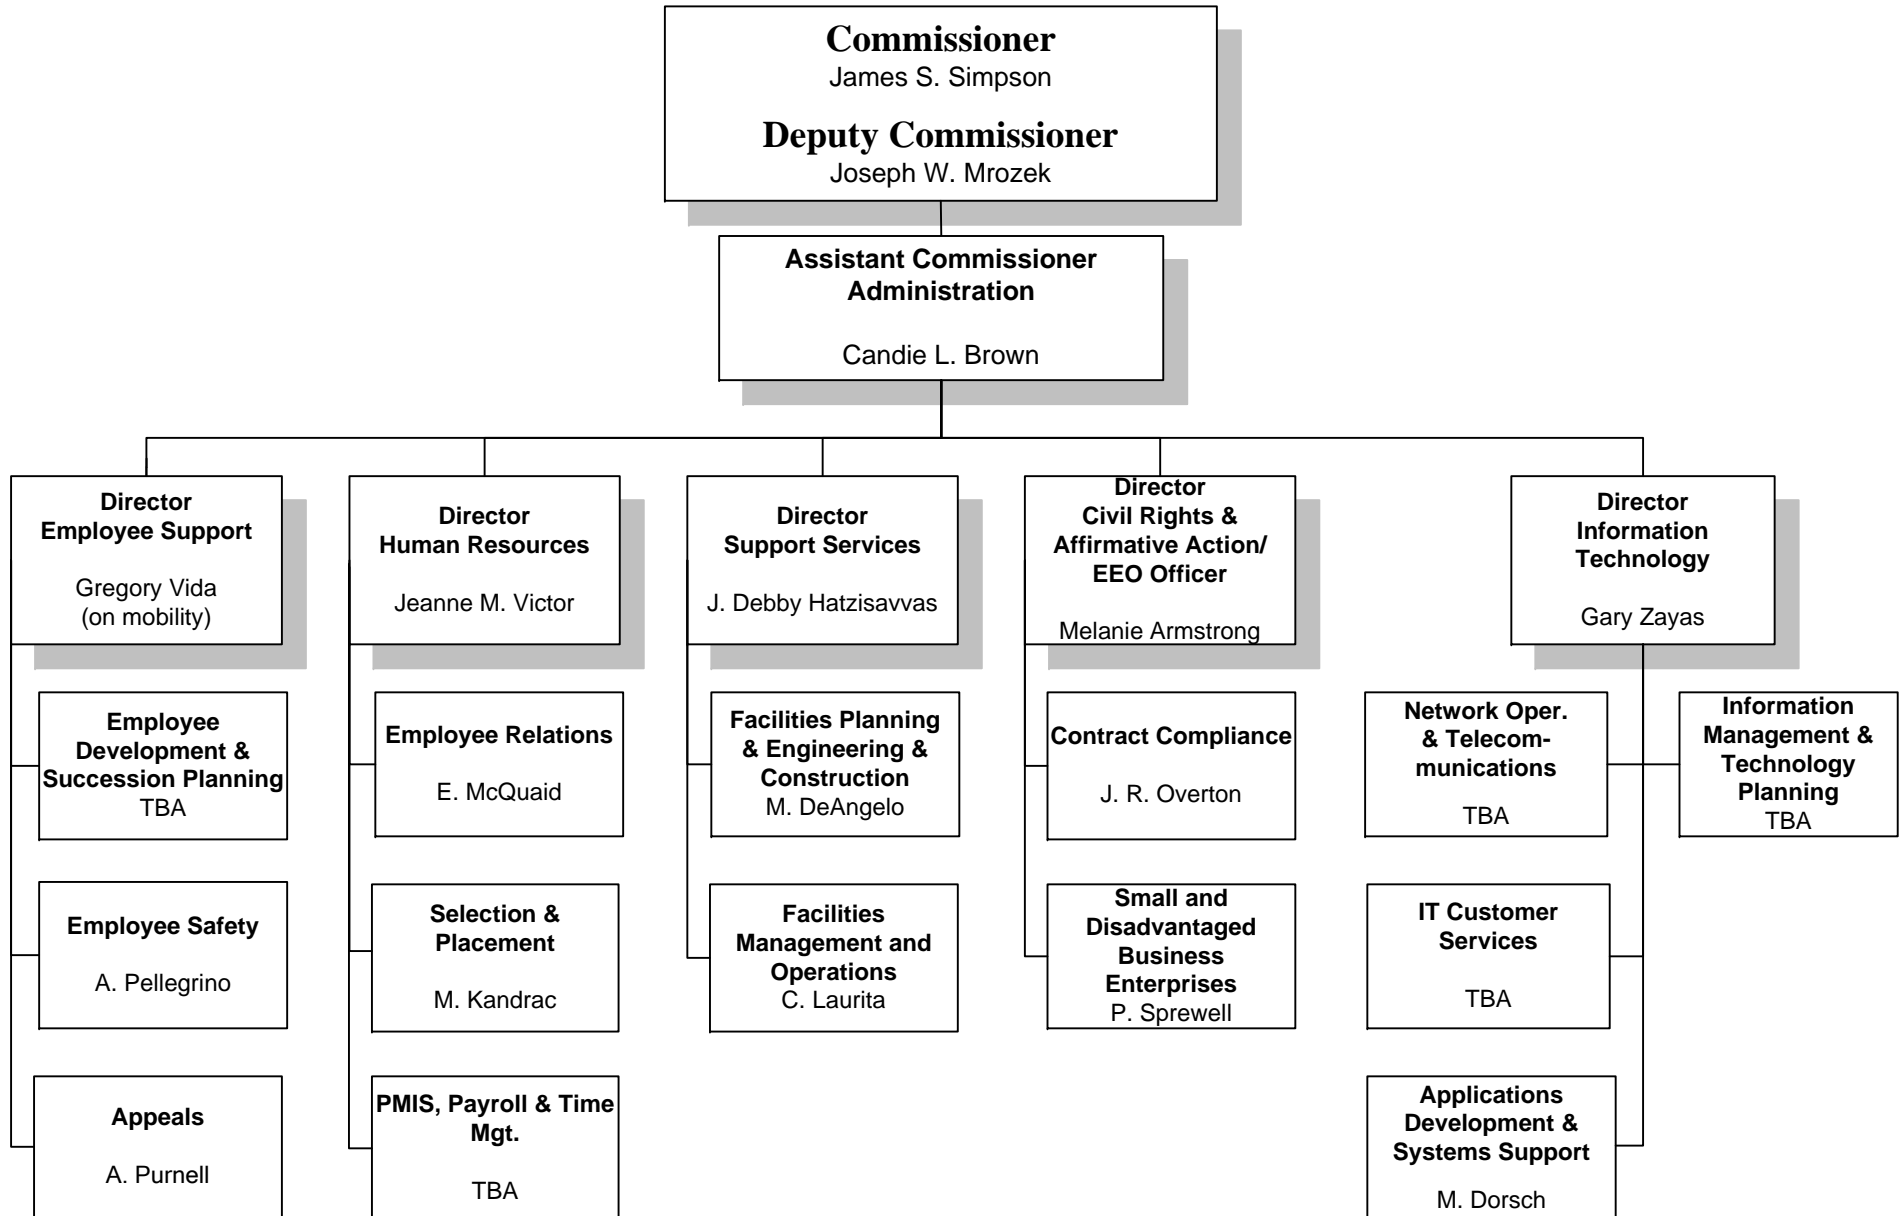 Commissioner
James S. Simpson
Deputy Commissioner
Joseph W. Mrozek
Assistant Commissioner
Administration
Candie L. Brown
Director
Employee Support
Gregory Vida
(on mobility)
Director
Human Resources
Jeanne M. Victor
Director
Support Services
J. Debby Hatzisavvas
Director
Civil Rights &
Affirmative Action/
EEO Officer
Melanie Armstrong
Director
Information
Technology
Gary Zayas
Employee
Development &
Succession Planning
TBA
Employee Relations
E. McQuaid
Facilities Planning
& Engineering &
Construction
M. DeAngelo
Contract Compliance
J. R. Overton
Network Oper.
& Telecom-
munications
TBA
Information
Management &
Technology
Planning
TBA
Employee Safety
A. Pellegrino
Selection &
Placement
M. Kandrac
Facilities
Management and
Operations
C. Laurita
Small and
Disadvantaged
Business
Enterprises
P. Sprewell
IT Customer
Services
TBA
Appeals
A. Purnell
PMIS, Payroll & Time
Mgt.
TBA
Applications
Development &
Systems Support
M. Dorsch